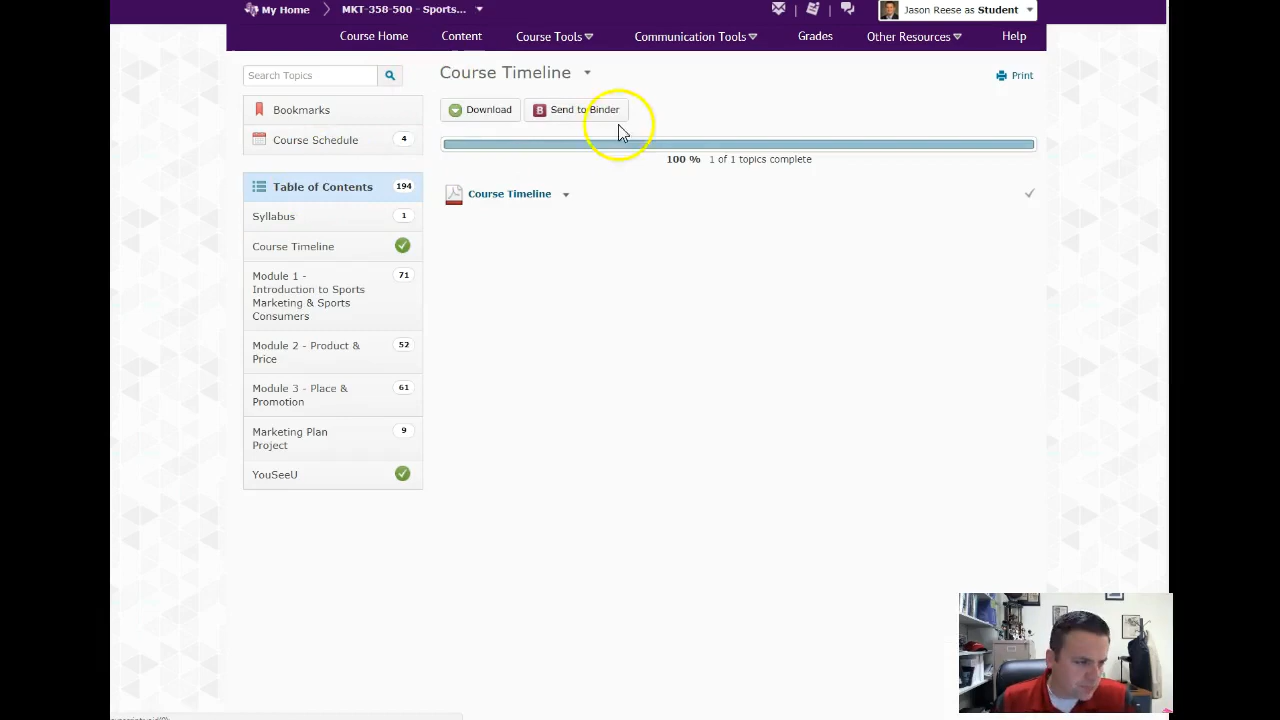 My Home
MKT-358-500 - Sports...
Jason Reese as Student
Course Home
Content
Course Tools
Communication Tools
Grades
Other Resources
Help
Search Topics
Bookmarks
Course Schedule 4
Table of Contents 194
Syllabus 1
Course Timeline
Module 1 - 71
Introduction to Sports
Marketing & Sports
Consumers
Module 2 - Product & 52
Price
Module 3 - Place & 61
Promotion
Marketing Plan 9
Project
YouSeeU
Course Timeline
Print
Download
B Send to Binder
100 % 1 of 1 topics complete
Course Timeline